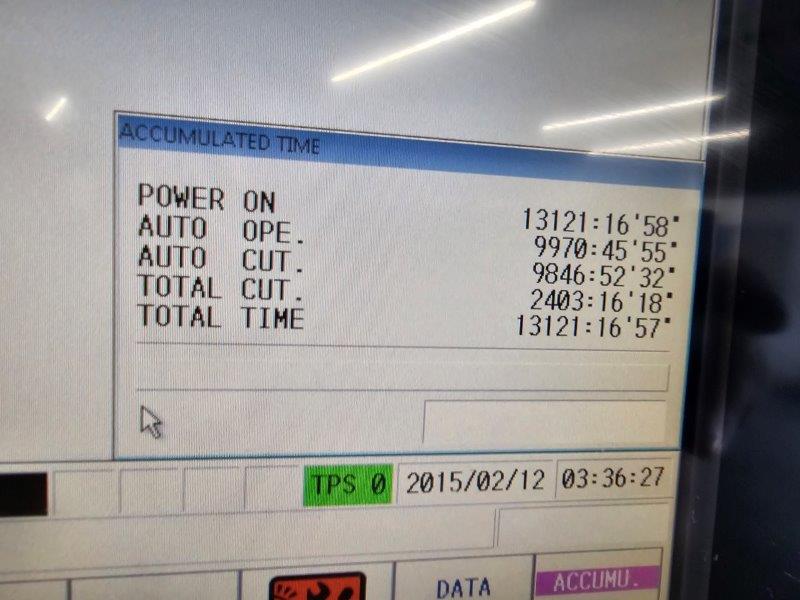 ACCUMULATED TIME
POWER ON 13121:16'58"
AUTO OPE. 9970:45'55"
AUTO CUT. 9846:52'32"
TOTAL CUT. 2403:16'18"
TOTAL TIME 13121:16'57"
TPS 0 2015/02/12 03:36:27
DATA ACCUMU.